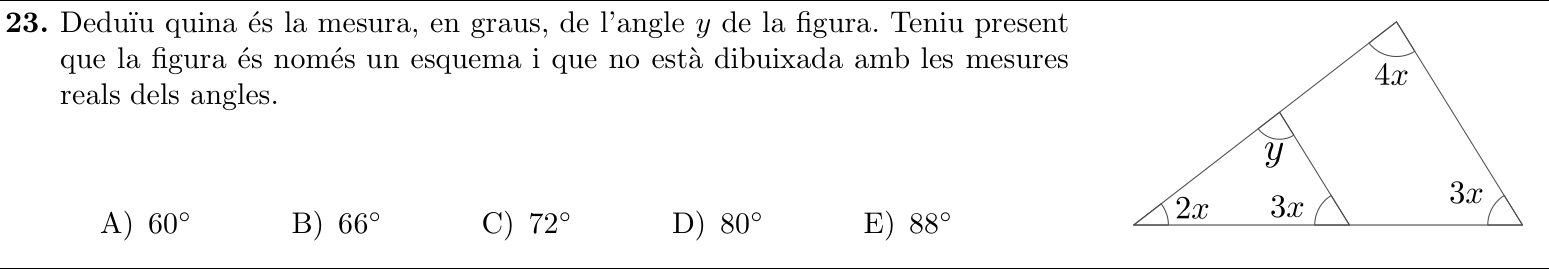 23. Deduïu quina és la mesura, en graus, de l'angle y de la figura. Teniu present
que la figura és només un esquema i que no està dibuixada amb les mesures
reals dels angles.
4x
y
2x 3x 3x
A) 60° B) 66° C) 72° D) 80° E) 88°